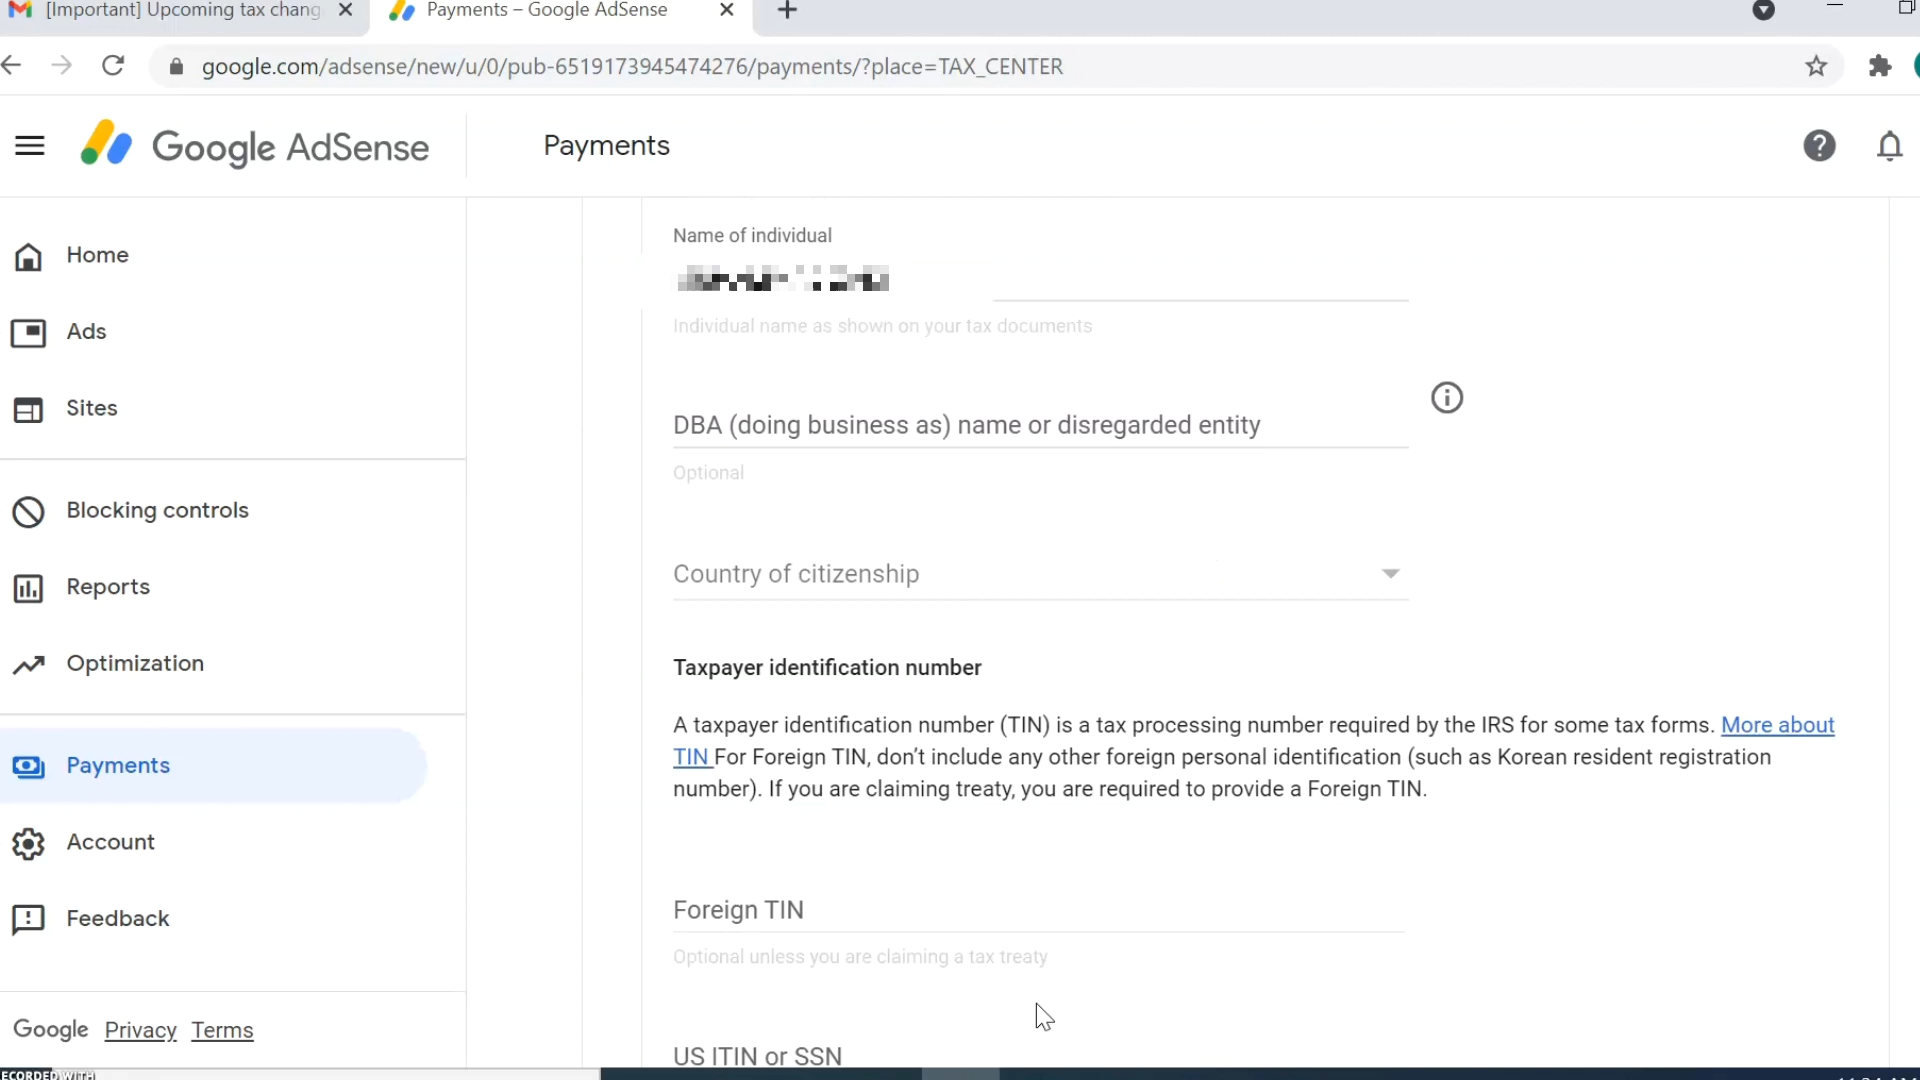 [Important] Upcoming tax chang
Payments – Google AdSense
google.com/adsense/new/u/0/pub-6519173945474276/payments/?place=TAX_CENTER
Google AdSense
Payments
Home
Ads
Sites
Blocking controls
Reports
Optimization
Payments
Account
Feedback
Google Privacy Terms
Name of individual
Individual name as shown on your tax documents
DBA (doing business as) name or disregarded entity
Optional
Country of citizenship
Taxpayer identification number
A taxpayer identification number (TIN) is a tax processing number required by the IRS for some tax forms. More about
TIN For Foreign TIN, don’t include any other foreign personal identification (such as Korean resident registration
number). If you are claiming treaty, you are required to provide a Foreign TIN.
Foreign TIN
Optional unless you are claiming a tax treaty
US ITIN or SSN
ECORDED WITH